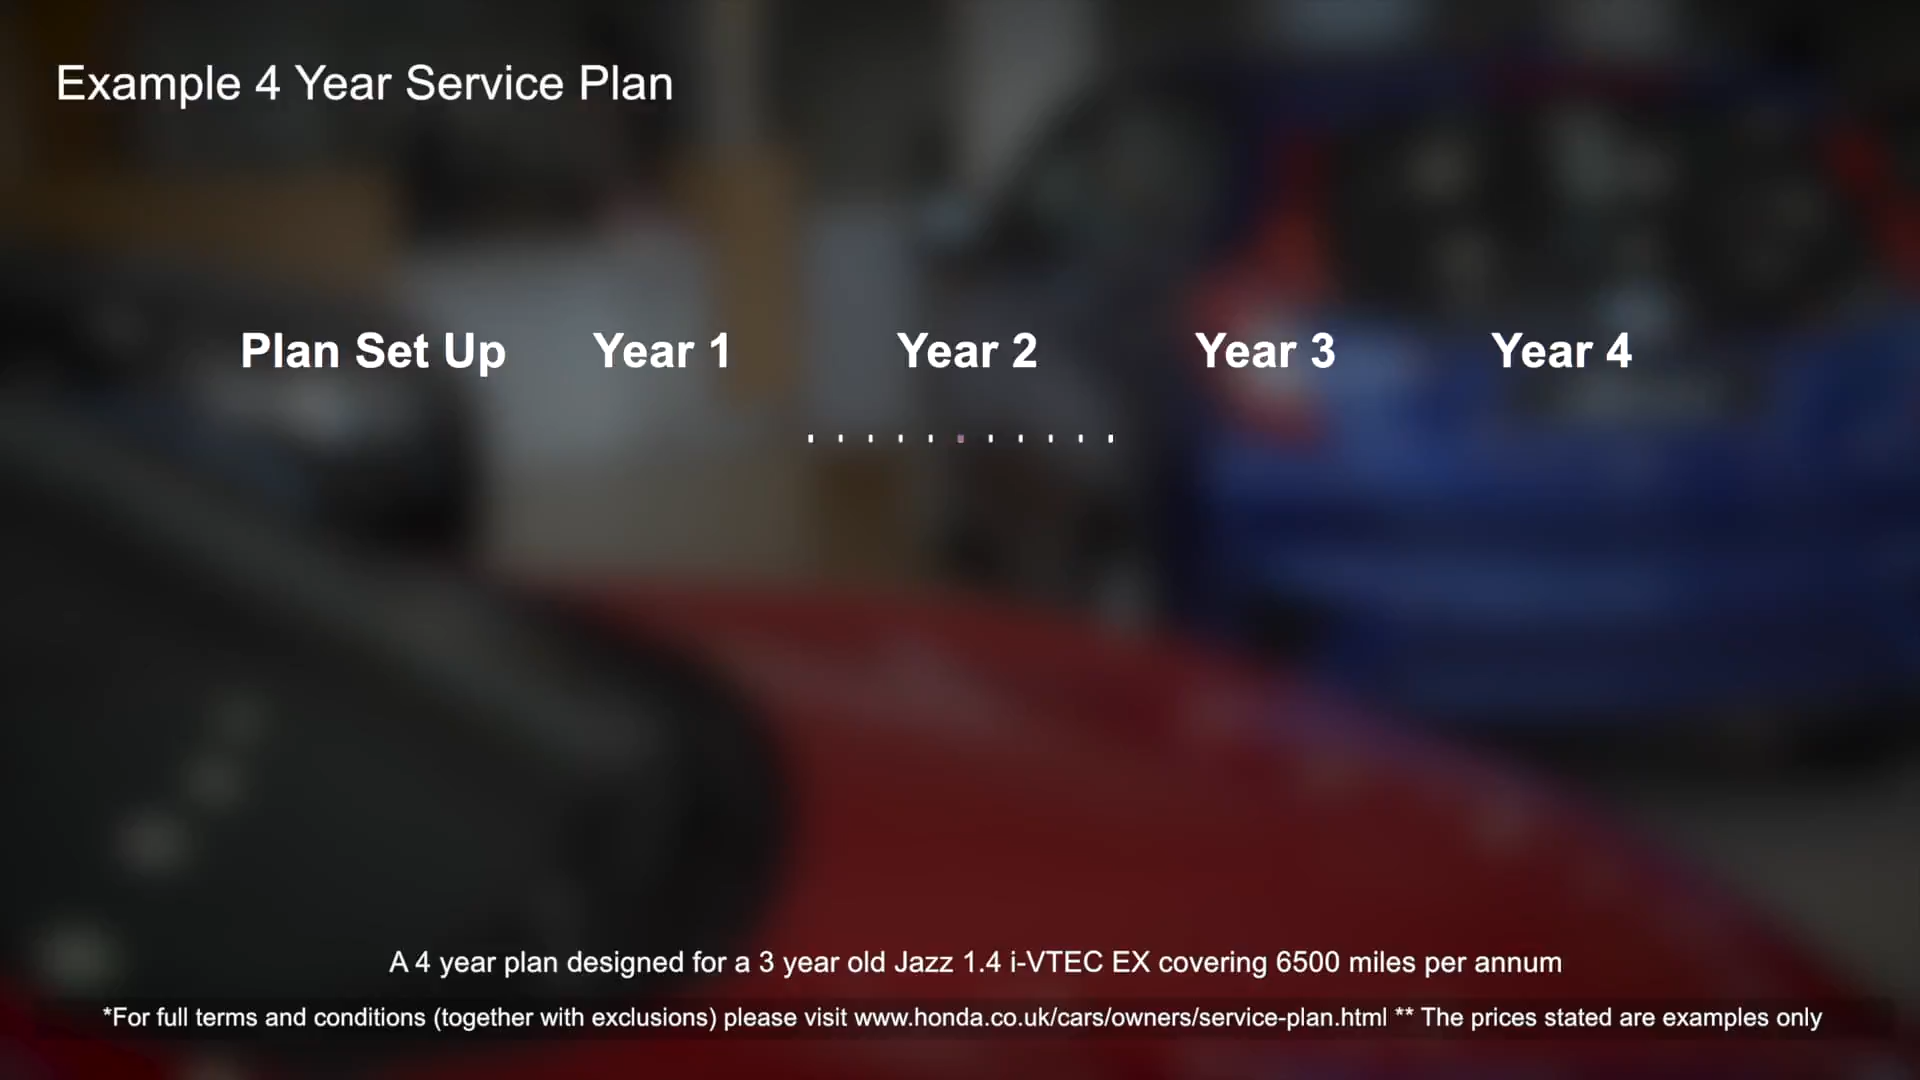 Example 4 Year Service Plan
Plan Set Up Year 1 Year 2 Year 3 Year 4
A 4 year plan designed for a 3 year old Jazz 1.4 i-VTEC EX covering 6500 miles per annum
*For full terms and conditions (together with exclusions) please visit www.honda.co.uk/cars/owners/service-plan.html ** The prices stated are examples only